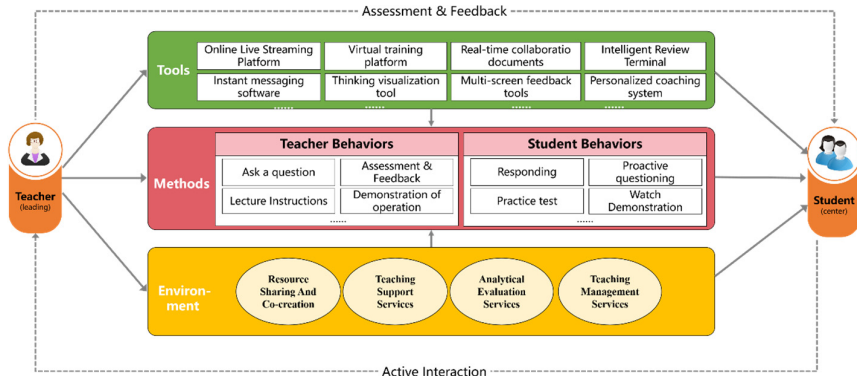 Assessment & Feedback
Tools
Online Live Streaming
Platform
Virtual training
platform
Real-time collaboratio
documents
Intelligent Review
Terminal
Instant messaging
software
Thinking visualization
tool
Multi-screen feedback
tools
Personalized coaching
system
......
......
......
......
Teacher
(leading)
Methods
Teacher Behaviors
Ask a question
Assessment &
Feedback
Lecture Instructions
Demonstration of
operation
......
Student Behaviors
Responding
Proactive
questioning
Practice test
Watch
Demonstration
......
Student
(center)
Environ-
ment
Resource
Sharing And
Co-creation
Teaching
Support
Services
Analytical
Evaluation
Services
Teaching
Management
Services
Active Interaction